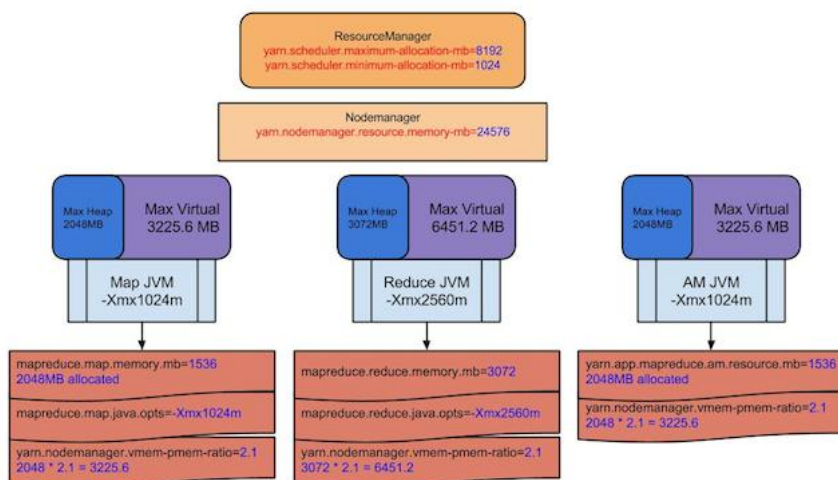 ResourceManager
yarn.scheduler.maximum-allocation-mb=8192
yarn.scheduler.minimum-allocation-mb=1024
Nodemanager
yarn.nodemanager.resource.memory-mb=24576
Max Heap
2048MB
Max Virtual
3225.6 MB
Map JVM
-Xmx1024m
Max Heap
3072MB
Max Virtual
6451.2 MB
Reduce JVM
-Xmx2560m
Max Heap
2048MB
Max Virtual
3225.6 MB
AM JVM
-Xmx1024m
mapreduce.map.memory.mb=1536
2048MB allocated
mapreduce.map.java.opts=-Xmx1024m
yarn.nodemanager.vmem-pmem-ratio=2.1
2048 * 2.1 = 3225.6
mapreduce.reduce.memory.mb=3072
mapreduce.reduce.java.opts=-Xmx2560m
yarn.nodemanager.vmem-pmem-ratio=2.1
3072 * 2.1 = 6451.2
yarn.app.mapreduce.am.resource.mb=1536
2048MB allocated
yarn.nodemanager.vmem-pmem-ratio=2.1
2048 * 2.1 = 3225.6